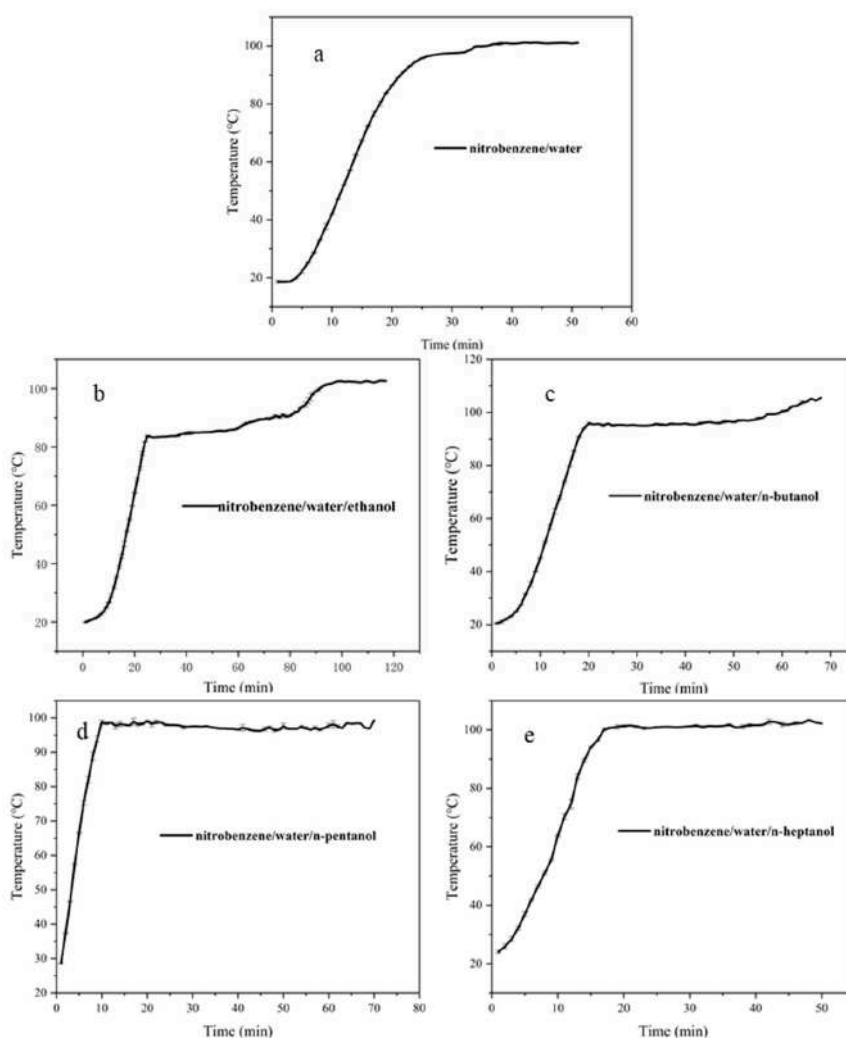 a
100
80
60
40
20
Temperature (°C)
nitrobenzene/water
0 10 20 30 40 50 60
Time (min)
b
100
80
60
40
20
Temperature (°C)
nitrobenzene/water/ethanol
0 20 40 60 80 100 120
Time (min)
c
120
100
80
60
40
20
Temperature (°C)
nitrobenzene/water/n-butanol
0 10 20 30 40 50 60 70
Time (min)
d
100
90
80
70
60
50
40
30
20
Temperature (°C)
nitrobenzene/water/n-pentanol
0 10 20 30 40 50 60 70 80
Time (min)
e
100
80
60
40
20
Temperature (°C)
nitrobenzene/water/n-heptanol
0 10 20 30 40 50
Time (min)